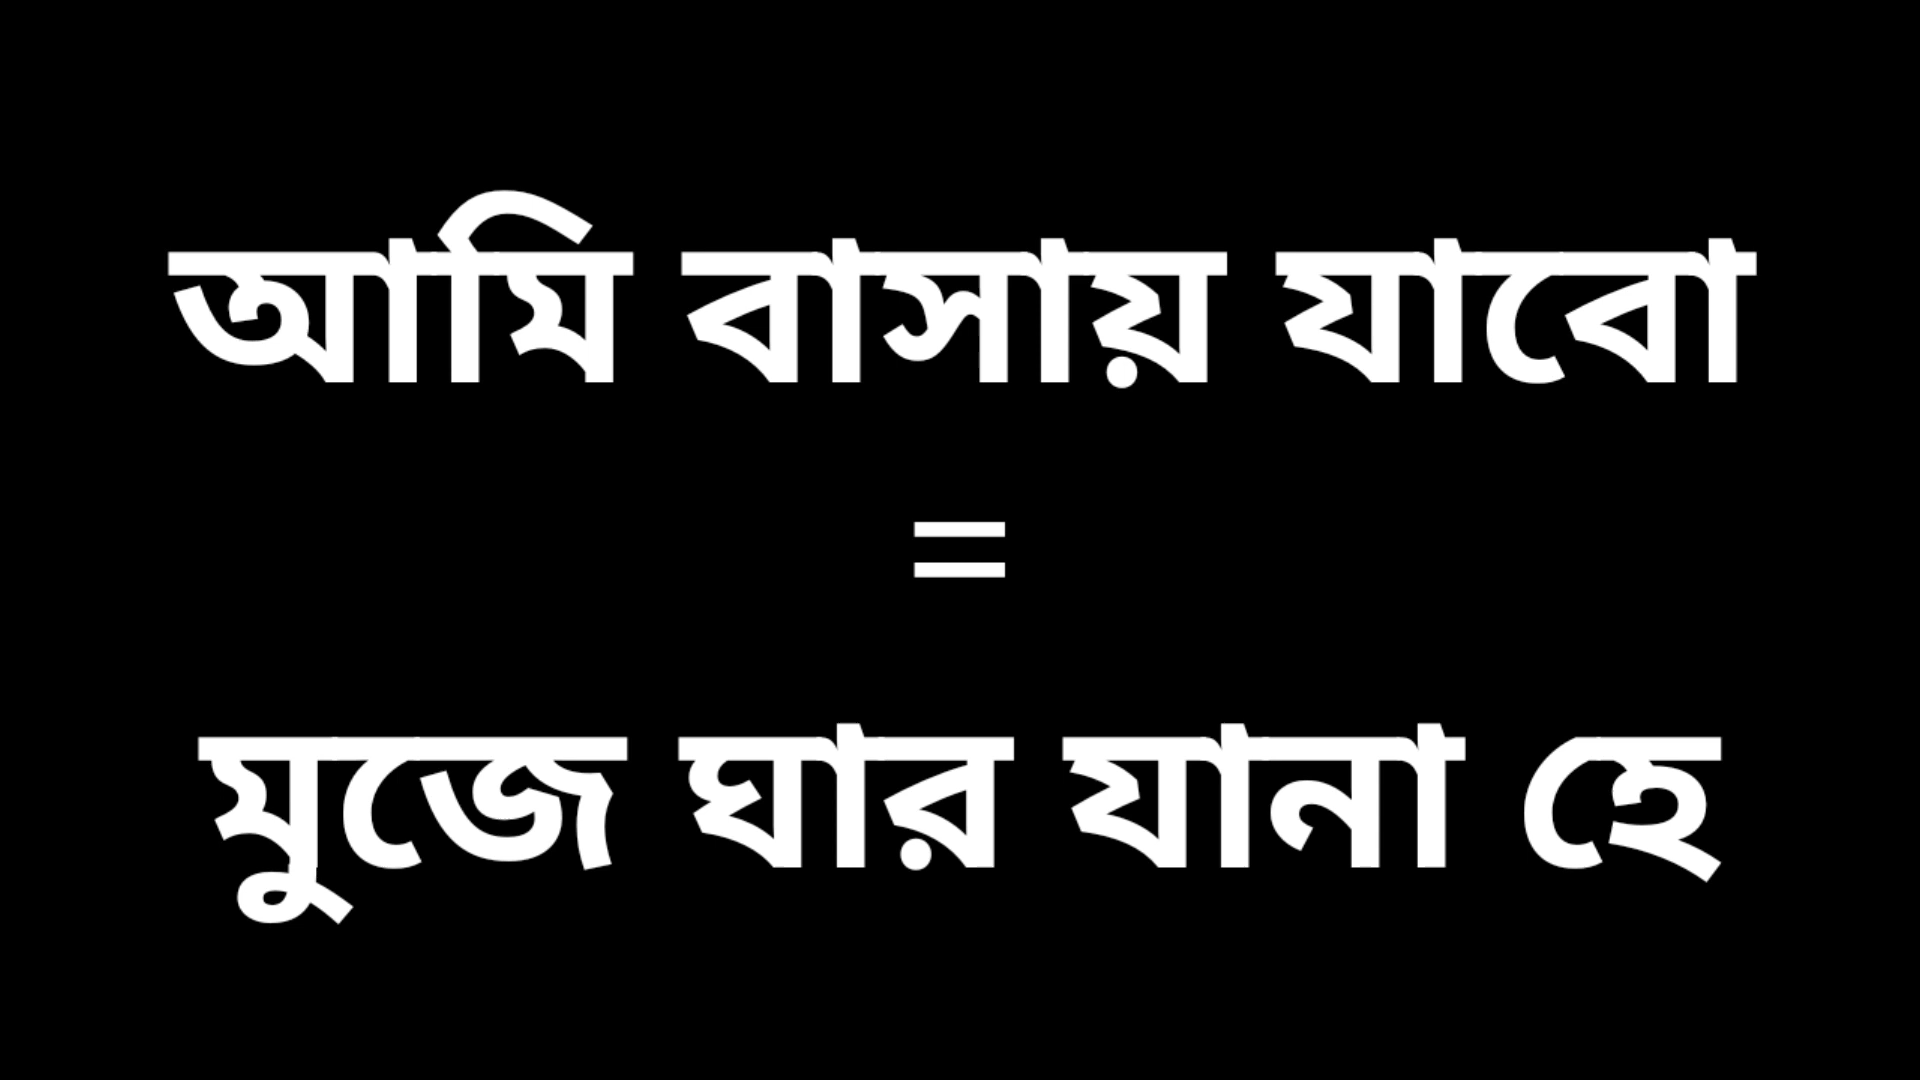 আমি বাসায় যাবো
=
মুজে ঘার যানা হে